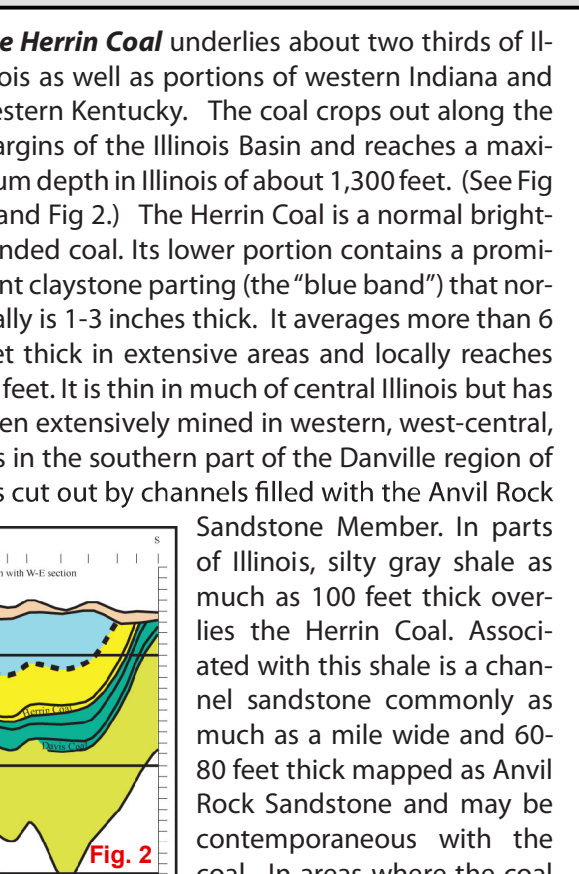 e Herrin Coal underlies about two thirds of Il-
ois as well as portions of western Indiana and
estern Kentucky. The coal crops out along the
argins of the Illinois Basin and reaches a maxi-
um depth in Illinois of about 1,300 feet. (See Fig
and Fig 2.) The Herrin Coal is a normal bright-
nded coal. Its lower portion contains a promi-
nt claystone parting (the “blue band”) that nor-
ally is 1-3 inches thick. It averages more than 6
et thick in extensive areas and locally reaches
feet. It is thin in much of central Illinois but has
en extensively mined in western, west-central,
s in the southern part of the Danville region of
s cut out by channels filled with the Anvil Rock
Sandstone Member. In parts
of Illinois, silty gray shale as
much as 100 feet thick over-
lies the Herrin Coal. Associ-
ated with this shale is a chan-
nel sandstone commonly as
much as a mile wide and 60-
80 feet thick mapped as Anvil
Rock Sandstone and may be
contemporaneous with the
coal. In areas where the coal
S
n with W-E section
Herrin Coal
Davis Coal
Fig. 2